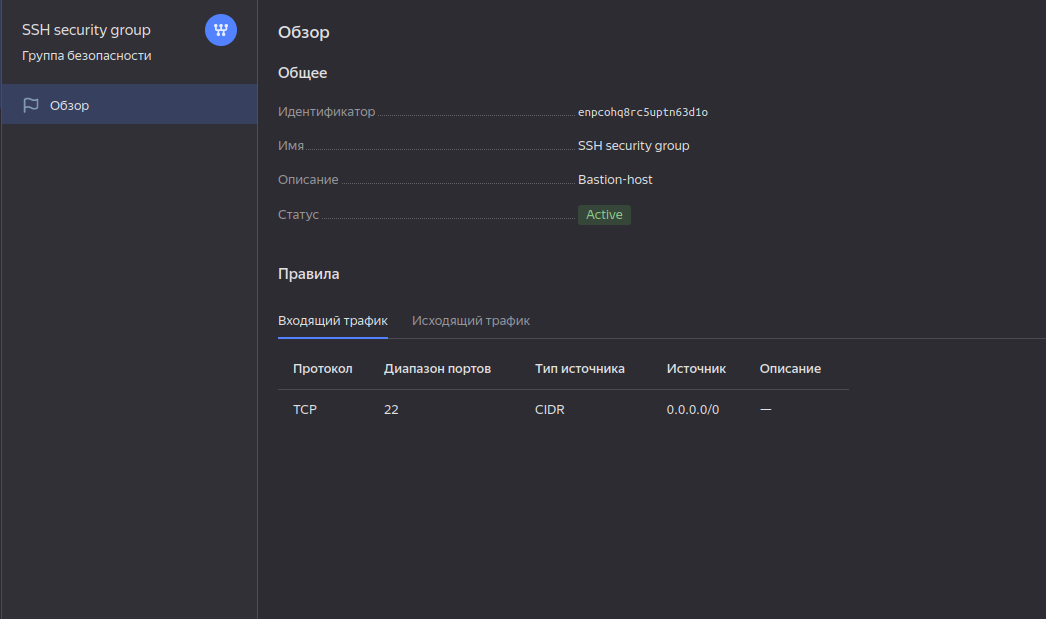 SSH security group
Группа безопасности
Обзор
Обзор
Общее
Идентификатор enpcohq8rc5uptn63d1o
Имя SSH security group
Описание Bastion-host
Статус Active
Правила
Входящий трафик Исходящий трафик
Протокол Диапазон портов Тип источника Источник Описание
TCP 22 CIDR 0.0.0.0/0 —